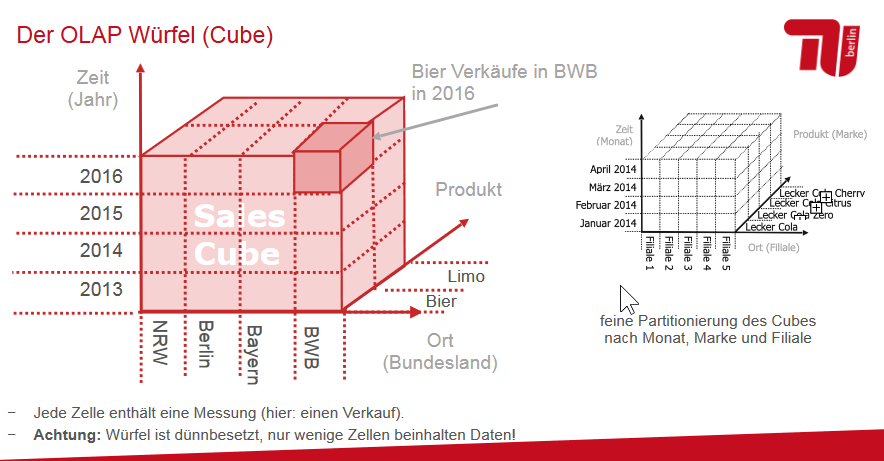 Der OLAP Würfel (Cube)
berlin
Zeit
(Jahr)
Bier Verkäufe in BWB
in 2016
2016
2015
2014
2013
Sales
Cube
Produkt
Limo
Bier
NRW
Berlin
Bayern
BWB
Ort
(Bundesland)
Zeit
(Monat)
Produkt (Marke)
April 2014
März 2014
Februar 2014
Januar 2014
Lecker Cola Cherry
Lecker Cola Citrus
Lecker Cola Zero
Lecker Cola
Filiale 1
Filiale 2
Filiale 3
Filiale 4
Filiale 5
Ort (Filiale)
feine Partitionierung des Cubes
nach Monat, Marke und Filiale
− Jede Zelle enthält eine Messung (hier: einen Verkauf).
− Achtung: Würfel ist dünnbesetzt, nur wenige Zellen beinhalten Daten!